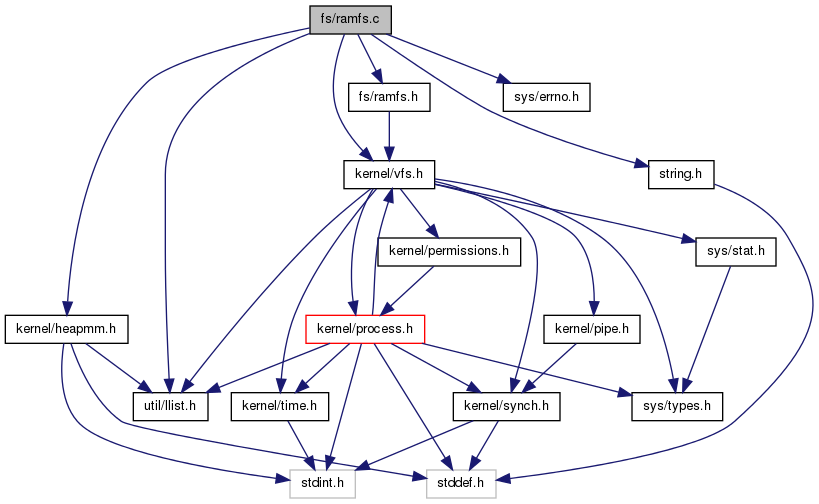 fs/ramfs.c
fs/ramfs.h
sys/errno.h
kernel/vfs.h
string.h
kernel/permissions.h
sys/stat.h
kernel/heapmm.h
kernel/process.h
kernel/pipe.h
util/llist.h
kernel/time.h
kernel/synch.h
sys/types.h
stdint.h
stddef.h